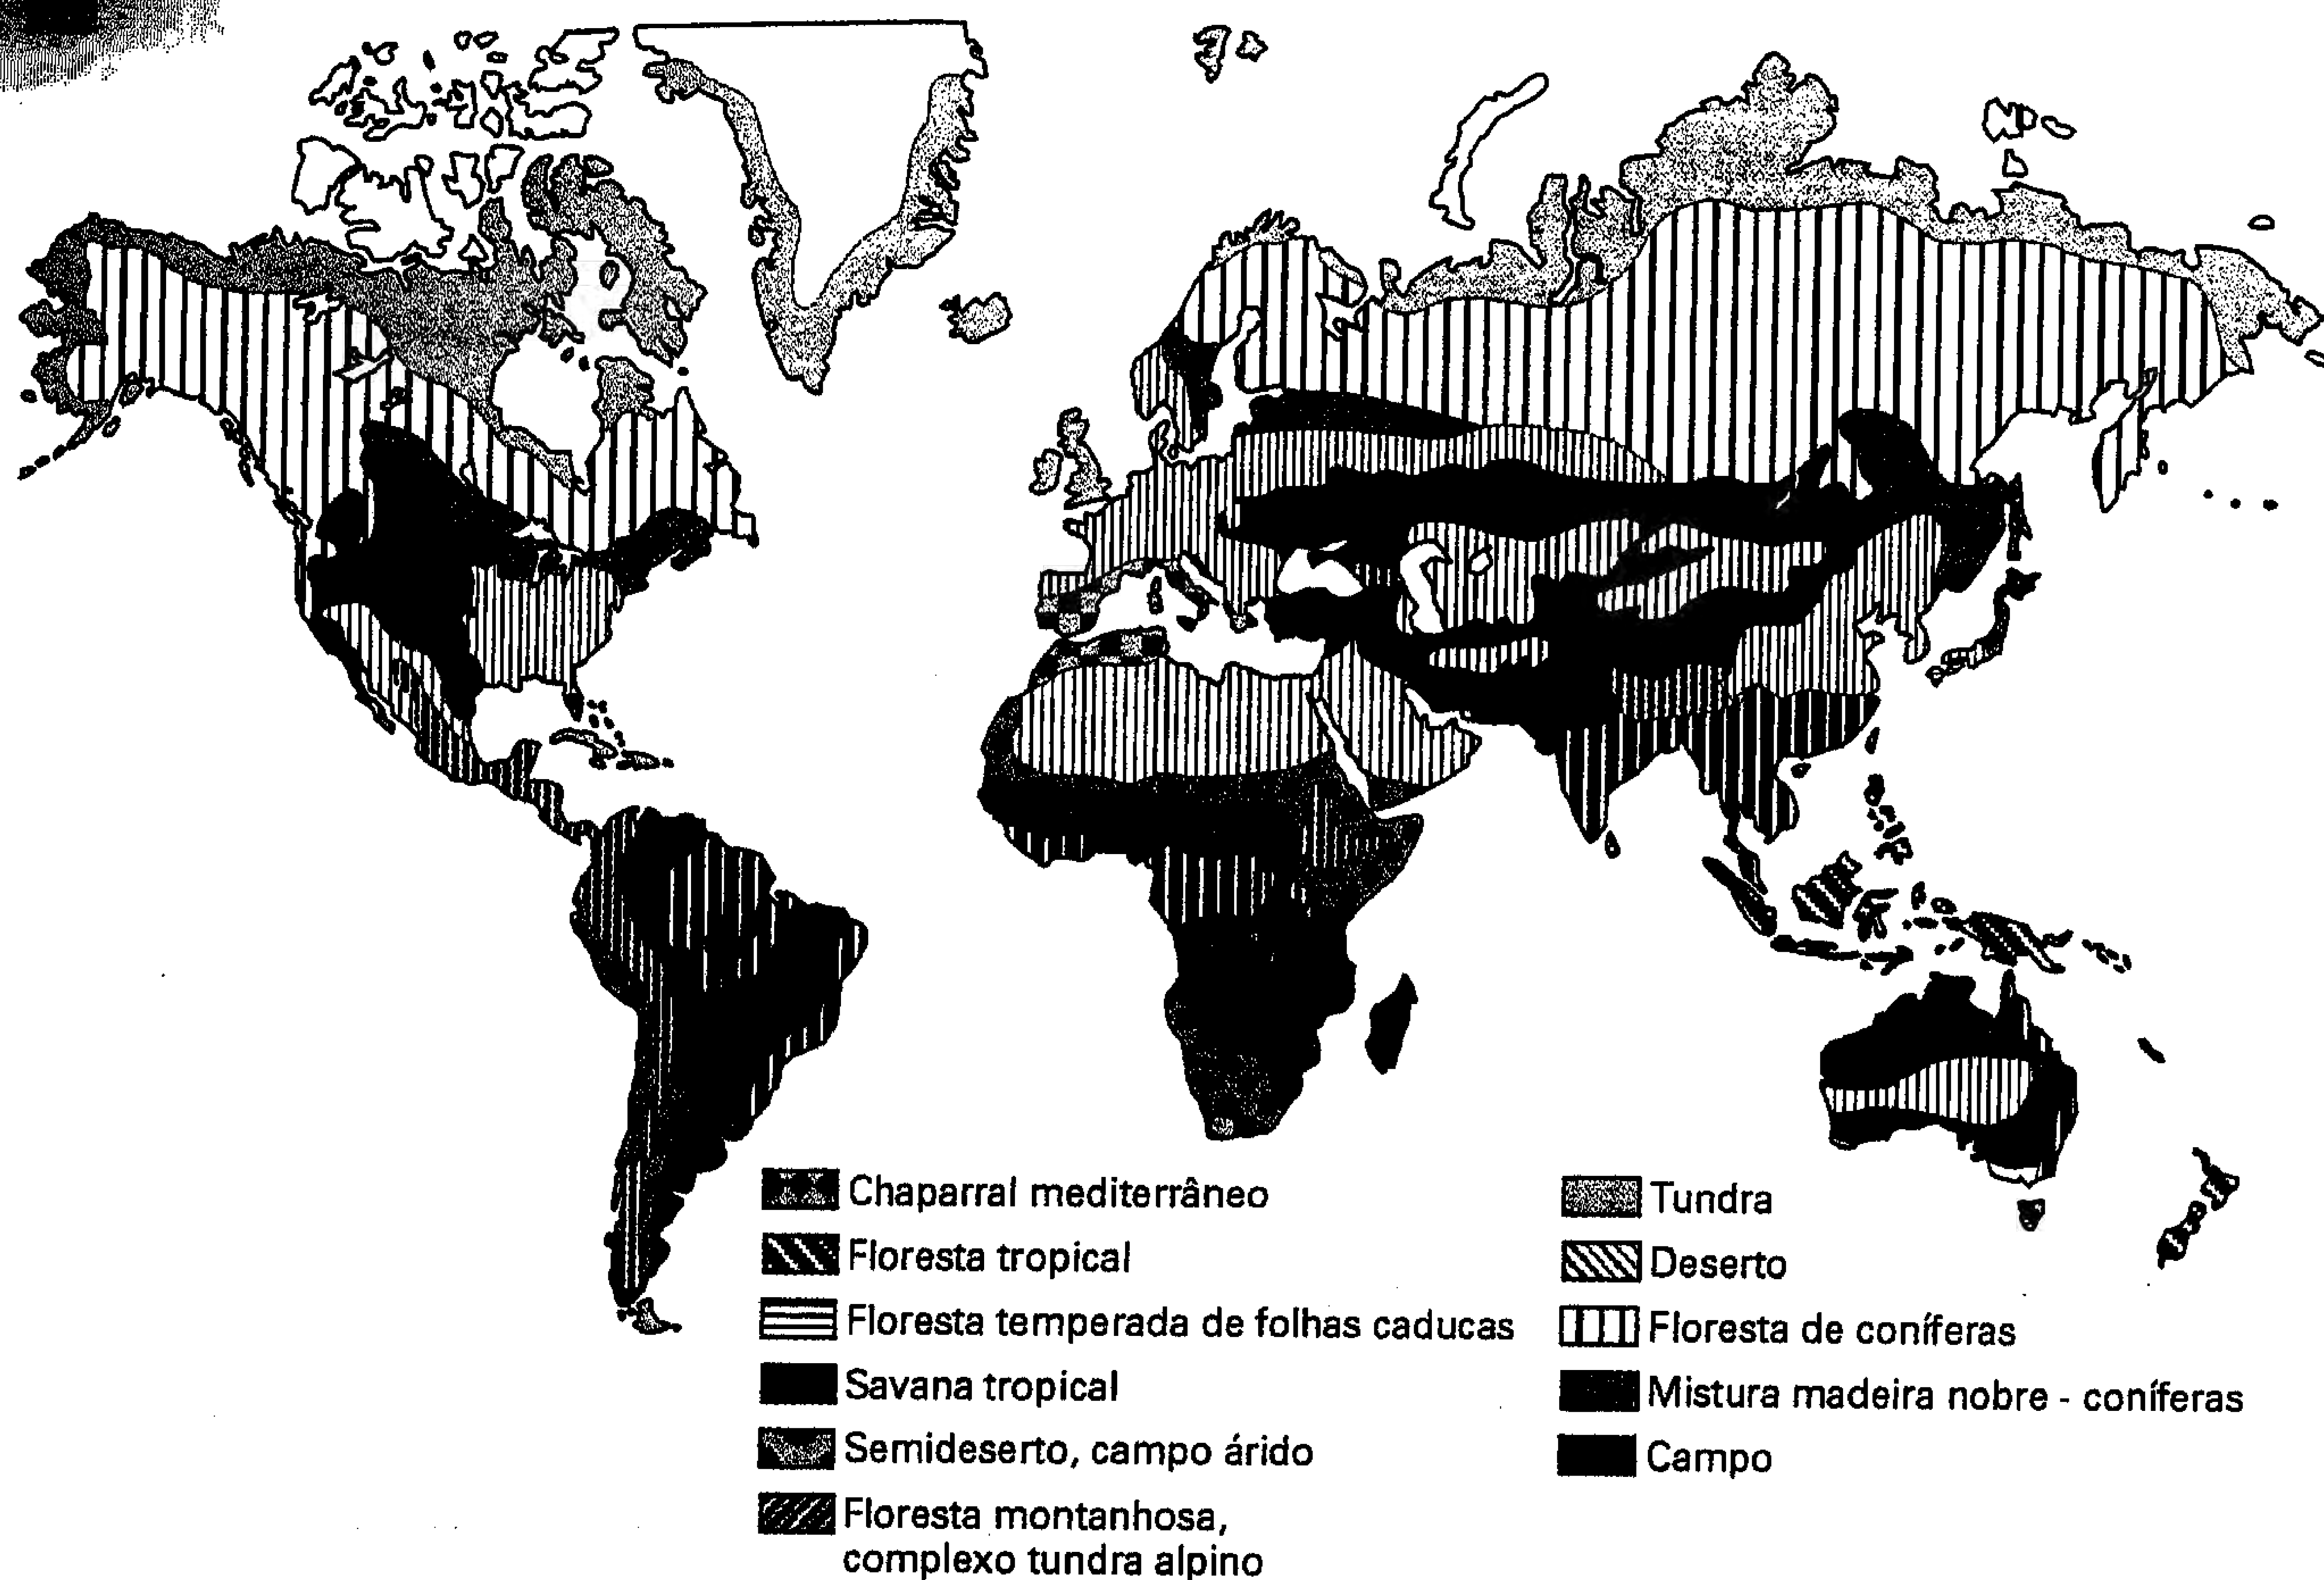 Chaparral mediterrâneo
Floresta tropical
Floresta temperada de folhas caducas
Savana tropical
Semideserto, campo árido
Floresta montanhosa,
complexo tundra alpino
Tundra
Deserto
Floresta de coníferas
Mistura madeira nobre - coníferas
Campo